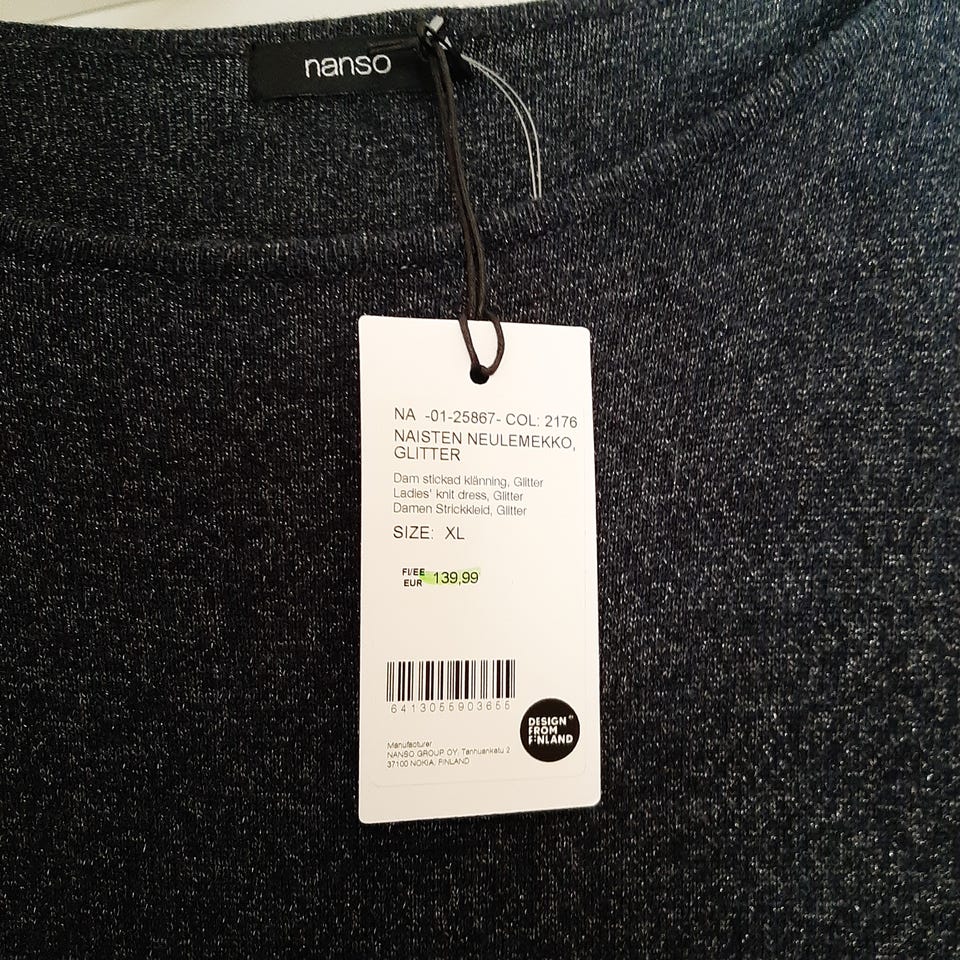 nanso
NA -01-25867- COL: 2176
NAISTEN NEULEMEKKO,
GLITTER
Dam stickad klänning, Glitter
Ladies' knit dress, Glitter
Damen Strickkleid, Glitter
SIZE: XL
FI/EE
EUR 139,99
6413055903655
DESIGN
FROM
FINLAND
Manufacturer
NANSO GROUP OY, Tanhuankatu 2
37100 NOKIA, FINLAND